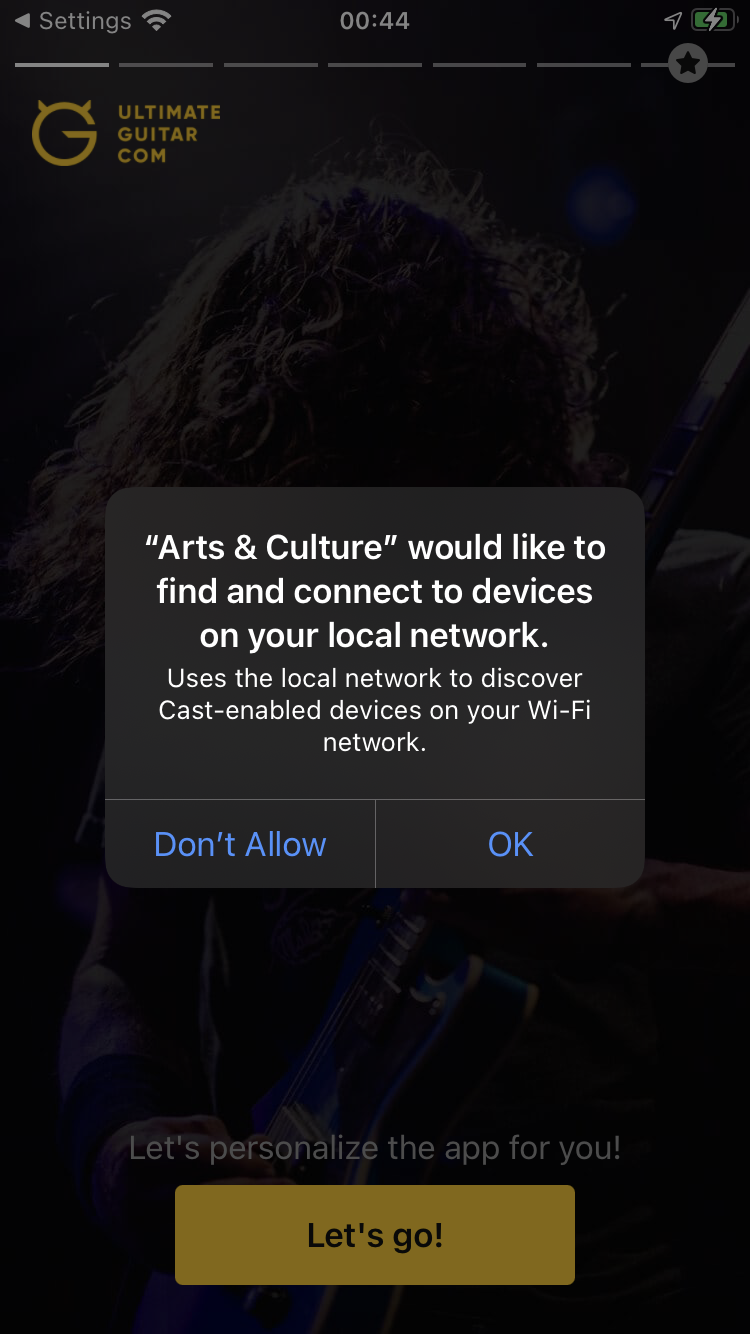 ◀ Settings
00:44
ULTIMATE
GUITAR
COM
“Arts & Culture” would like to
find and connect to devices
on your local network.
Uses the local network to discover
Cast-enabled devices on your Wi-Fi
network.
Don’t Allow
OK
Let's personalize the app for you!
Let's go!